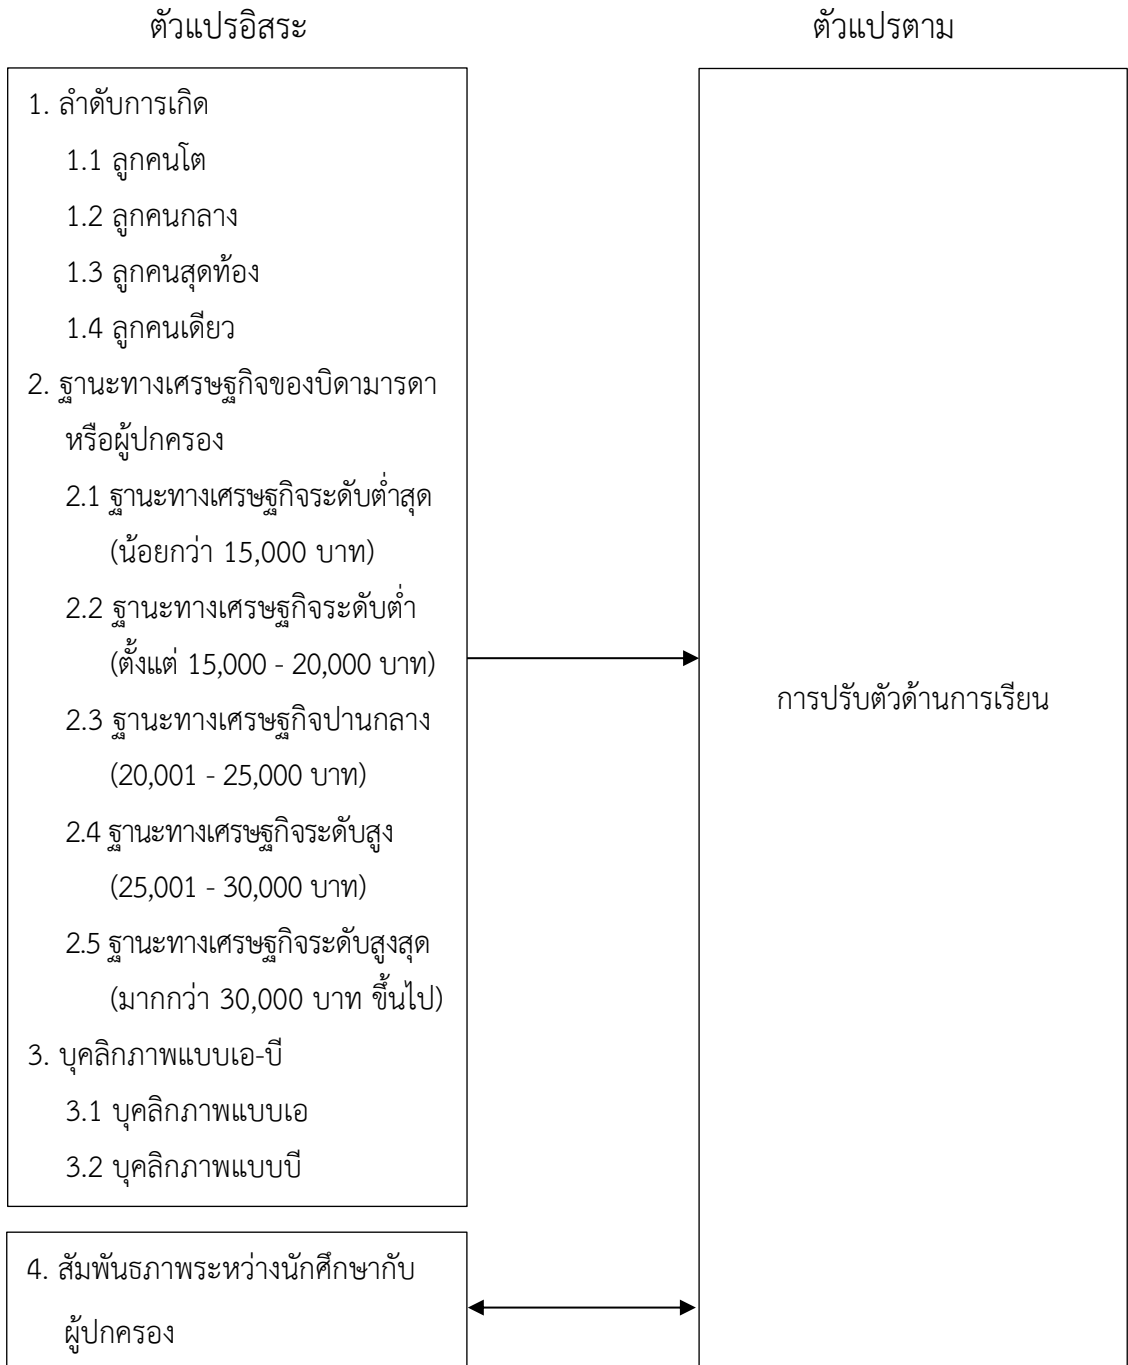 ตัวแปรอิสระ
ตัวแปรตาม
1. ลำดับการเกิด
1.1 ลูกคนโต
1.2 ลูกคนกลาง
1.3 ลูกคนสุดท้อง
1.4 ลูกคนเดียว
2. ฐานะทางเศรษฐกิจของบิดามารดา
หรือผู้ปกครอง
2.1 ฐานะทางเศรษฐกิจระดับต่ำสุด
(น้อยกว่า 15,000 บาท)
2.2 ฐานะทางเศรษฐกิจระดับต่ำ
(ตั้งแต่ 15,000 - 20,000 บาท)
2.3 ฐานะทางเศรษฐกิจปานกลาง
(20,001 - 25,000 บาท)
2.4 ฐานะทางเศรษฐกิจระดับสูง
(25,001 - 30,000 บาท)
2.5 ฐานะทางเศรษฐกิจระดับสูงสุด
(มากกว่า 30,000 บาท ขึ้นไป)
3. บุคลิกภาพแบบเอ-บี
3.1 บุคลิกภาพแบบเอ
3.2 บุคลิกภาพแบบบี
4. สัมพันธภาพระหว่างนักศึกษากับ
ผู้ปกครอง
การปรับตัวด้านการเรียน